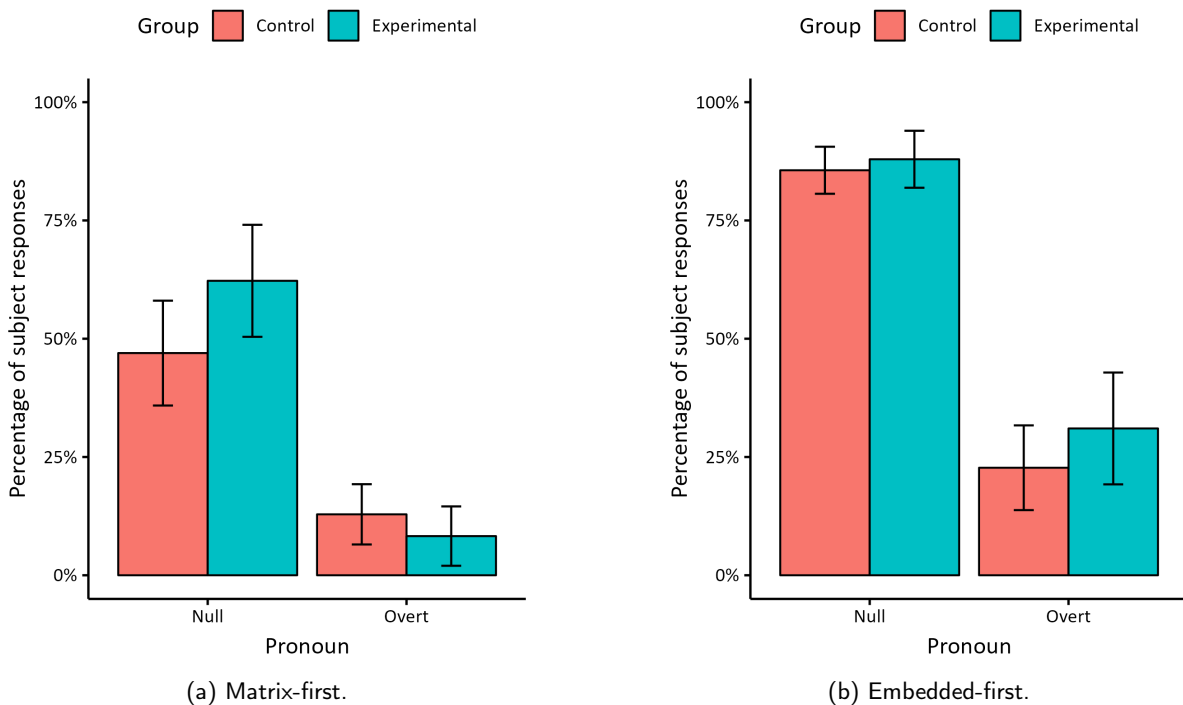 Group Control Experimental
Percentage of subject responses
100%
75%
50%
25%
0%
Null Overt
Pronoun
(a) Matrix-first.
Group Control Experimental
Percentage of subject responses
100%
75%
50%
25%
0%
Null Overt
Pronoun
(b) Embedded-first.